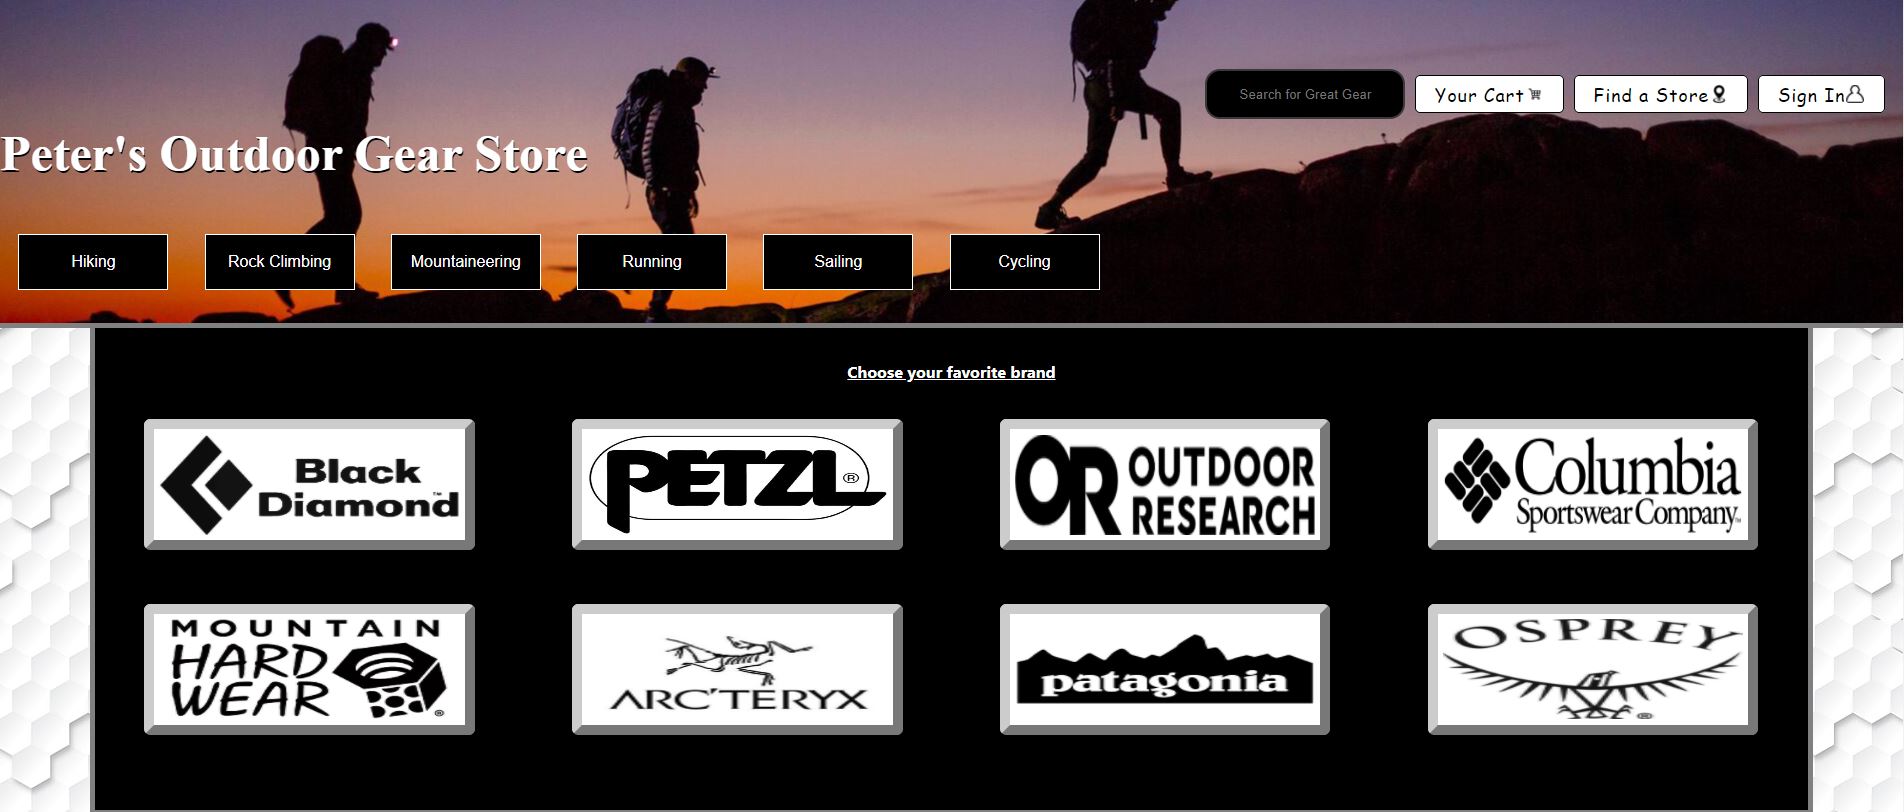 Search for Great Gear
Your Cart
Find a Store
Sign In
Peter's Outdoor Gear Store
Hiking
Rock Climbing
Mountaineering
Running
Sailing
Cycling
Choose your favorite brand
Black
Diamond™
PETZL®
OR OUTDOOR
RESEARCH
Columbia
Sportswear Company™
MOUNTAIN
HARD
WEAR®
ARC'TERYX
patagonia
OSPREY
®